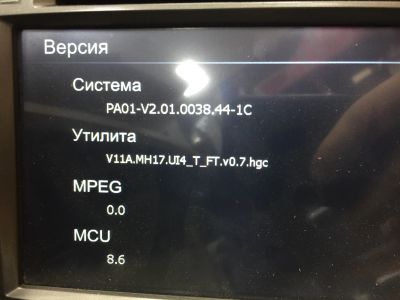 Версия
Система
PA01-V2.01.0038.44-1C
Утилита
V11A.MH17.UI4_T_FT.v0.7.hgc
MPEG
0.0
MCU
8.6